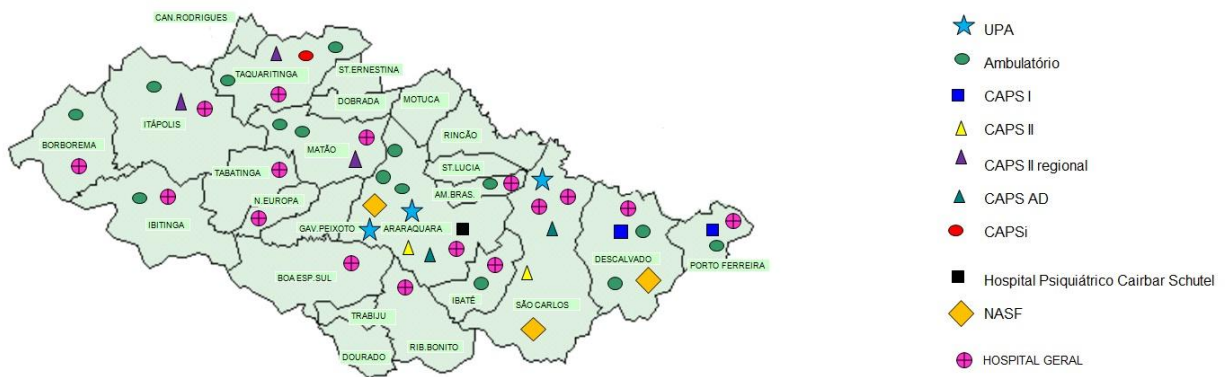 CAN.RODRIGUES
TAQUARITINGA
ST.ERNESTINA
DOBRADA
MOTUCA
ITÁPOLIS
BORBOREMA
MATÃO
RINCÃO
TABATINGA
ST.LUCIA
IBITINGA
N.EUROPA
AM.BRAS.
GAV.PEIXOTO
ARARAQUARA
BOA ESP.SUL
IBATÉ
SÃO CARLOS
DESCALVADO
PORTO FERREIRA
TRABIJU
DOURADO
RIB.BONITO
UPA
Ambulatório
CAPS I
CAPS II
CAPS II regional
CAPS AD
CAPSi
Hospital Psiquiátrico Cairbar Schutel
NASF
HOSPITAL GERAL